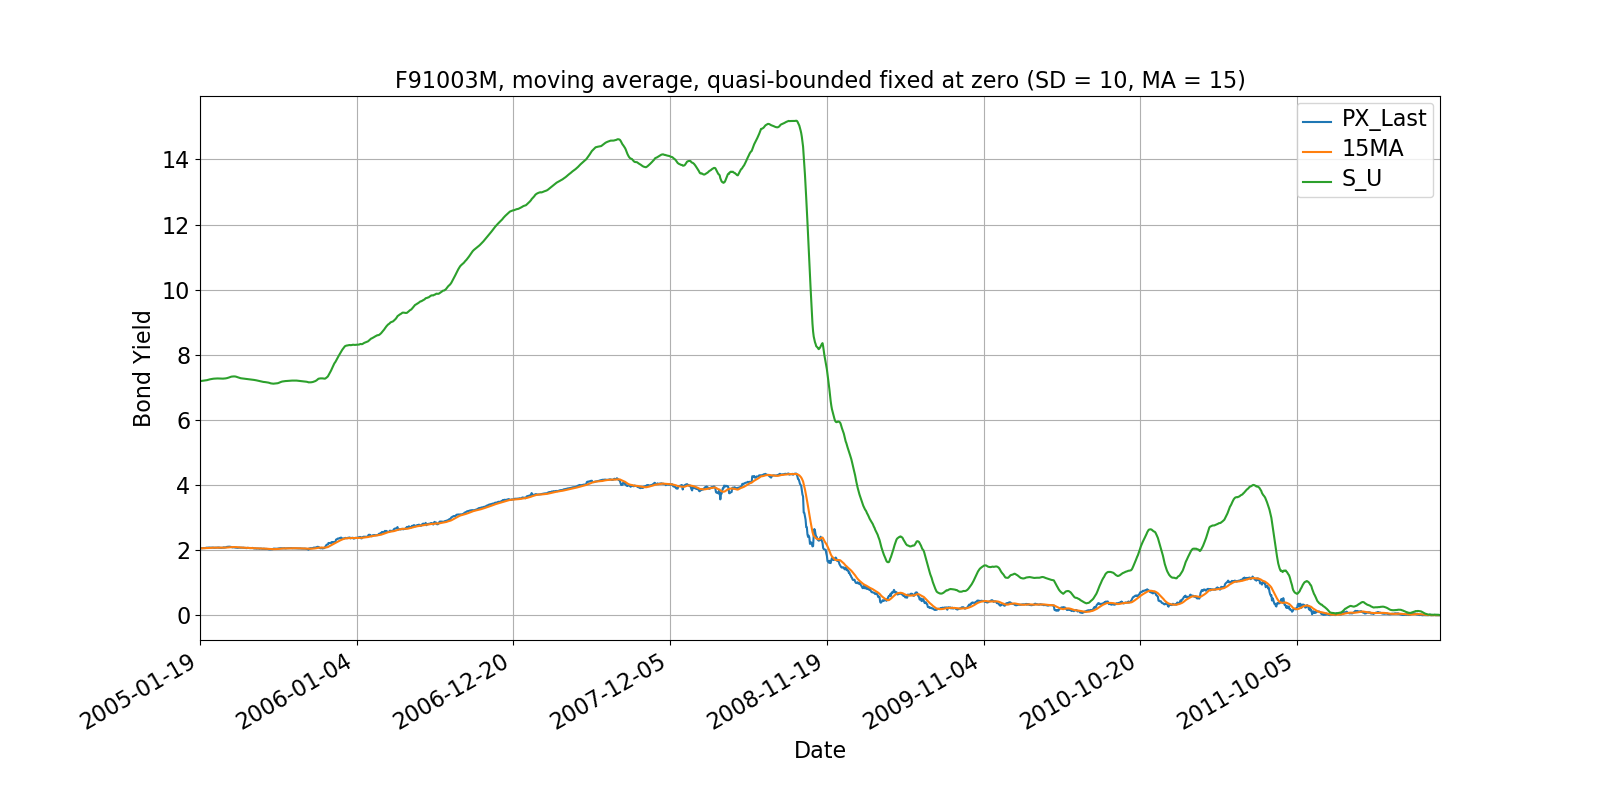 F91003M, moving average, quasi-bounded fixed at zero (SD = 10, MA = 15)
PX_Last
15MA
S_U
14
12
10
8
6
4
2
0
Bond Yield
2005-01-19
2006-01-04
2006-12-20
2007-12-05
2008-11-19
2009-11-04
2010-10-20
2011-10-05
Date